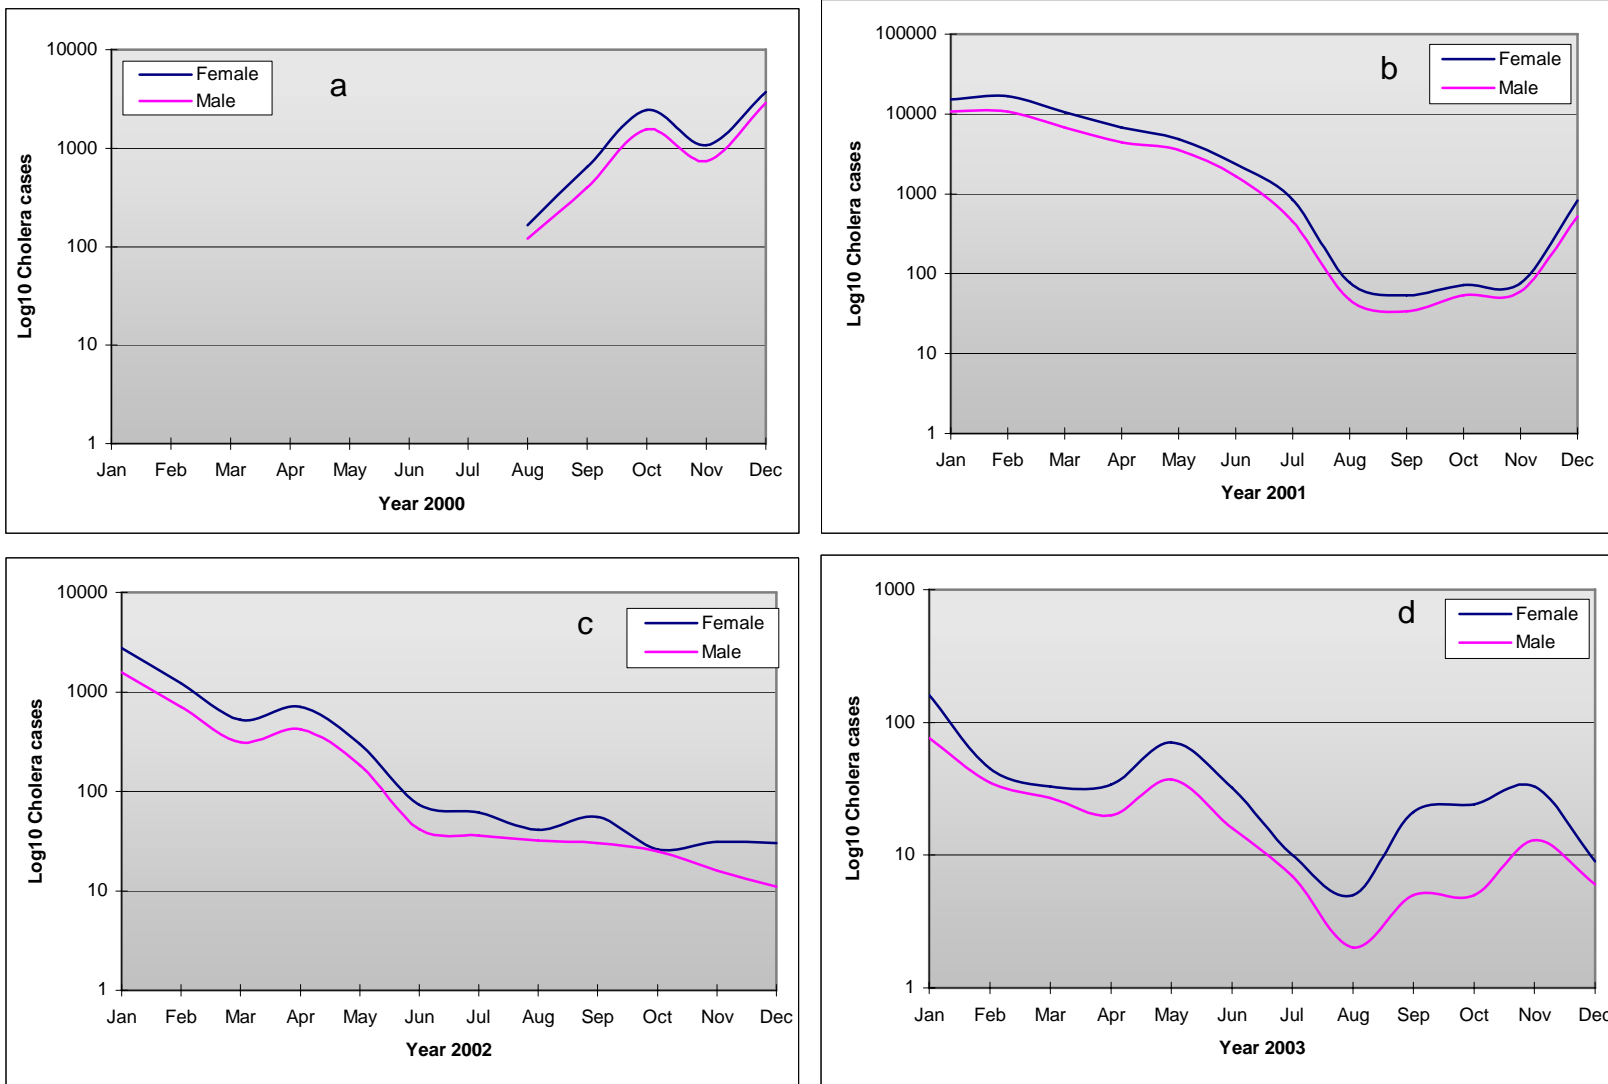 10000
1000
100
10
1
Female
Male
a
Log10 Cholera cases
Jan Feb Mar Apr May Jun Jul Aug Sep Oct Nov Dec
Year 2000
100000
10000
1000
100
10
1
Female
Male
b
Log10 Cholera cases
Jan Feb Mar Apr May Jun Jul Aug Sep Oct Nov Dec
Year 2001
10000
1000
100
10
1
Female
Male
c
Log10 Cholera cases
Jan Feb Mar Apr May Jun Jul Aug Sep Oct Nov Dec
Year 2002
1000
100
10
1
Female
Male
d
Log10 Cholera cases
Jan Feb Mar Apr May Jun Jul Aug Sep Oct Nov Dec
Year 2003